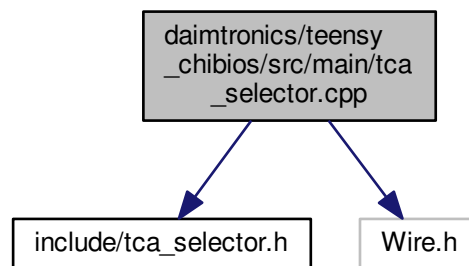 daimtronics/teensy
_chibios/src/main/tca
_selector.cpp
include/tca_selector.h
Wire.h